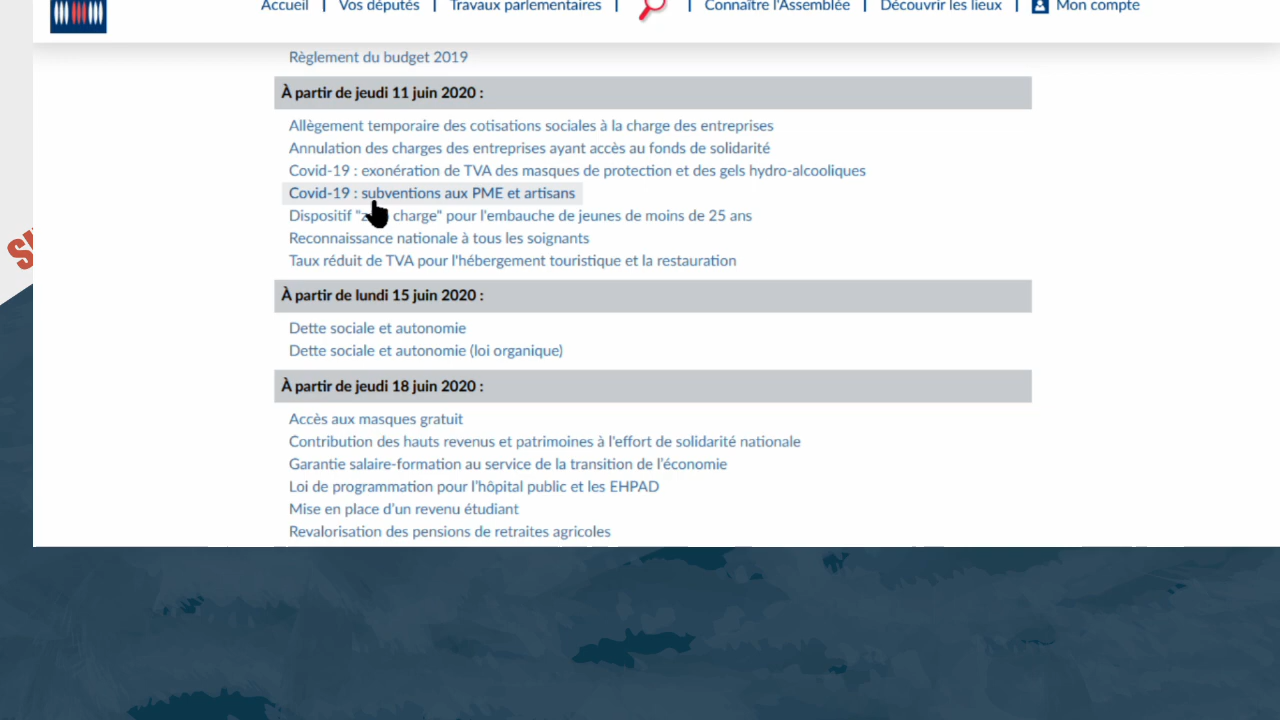 Accueil | Vos députés | Travaux parlementaires | | Connaître l'Assemblée | Découvrir les lieux | Mon compte
Règlement du budget 2019
À partir de jeudi 11 juin 2020 :
Allègement temporaire des cotisations sociales à la charge des entreprises
Annulation des charges des entreprises ayant accès au fonds de solidarité
Covid-19 : exonération de TVA des masques de protection et des gels hydro-alcooliques
Covid-19 : subventions aux PME et artisans
Dispositif charge" pour l'embauche de jeunes de moins de 25 ans
Reconnaissance nationale à tous les soignants
Taux réduit de TVA pour l'hébergement touristique et la restauration
À partir de lundi 15 juin 2020 :
Dette sociale et autonomie
Dette sociale et autonomie (loi organique)
À partir de jeudi 18 juin 2020 :
Accès aux masques gratuit
Contribution des hauts revenus et patrimoines à l'effort de solidarité nationale
Garantie salaire-formation au service de la transition de l'économie
Loi de programmation pour l'hôpital public et les EHPAD
Mise en place d'un revenu étudiant
Revalorisation des pensions de retraites agricoles